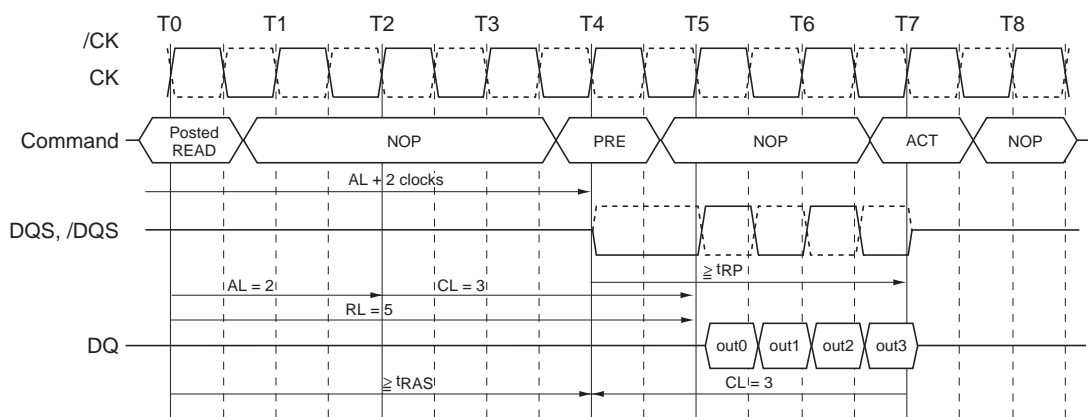 T0 T1 T2 T3 T4 T5 T6 T7 T8
/CK
CK
Command
Posted
READ
NOP
PRE
NOP
ACT
NOP
AL + 2 clocks
DQS, /DQS
≧ tRP
AL = 2
CL = 3
RL = 5
DQ
out0 out1 out2 out3
≧ tRAS
CL = 3